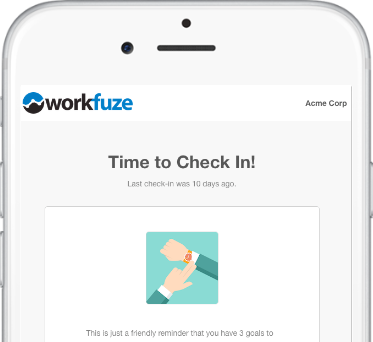 workfuze
Acme Corp
Time to Check In!
Last check-in was 10 days ago.
This is just a friendly reminder that you have 3 goals to